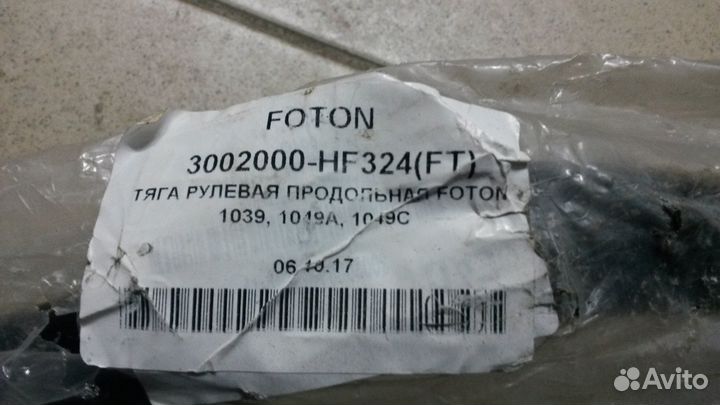 FOTON
3002000-HF324(FT)
ТЯГА РУЛЕВАЯ ПРОДОЛЬНАЯ FOTON
1039, 1049А, 1049С
06.10.17
Avito